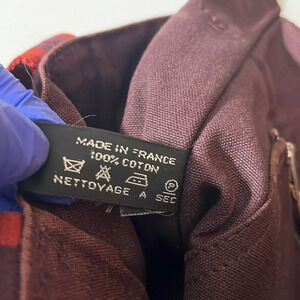 MADE IN FRANCE
100% COTON
P
NETTOYAGE A SEC